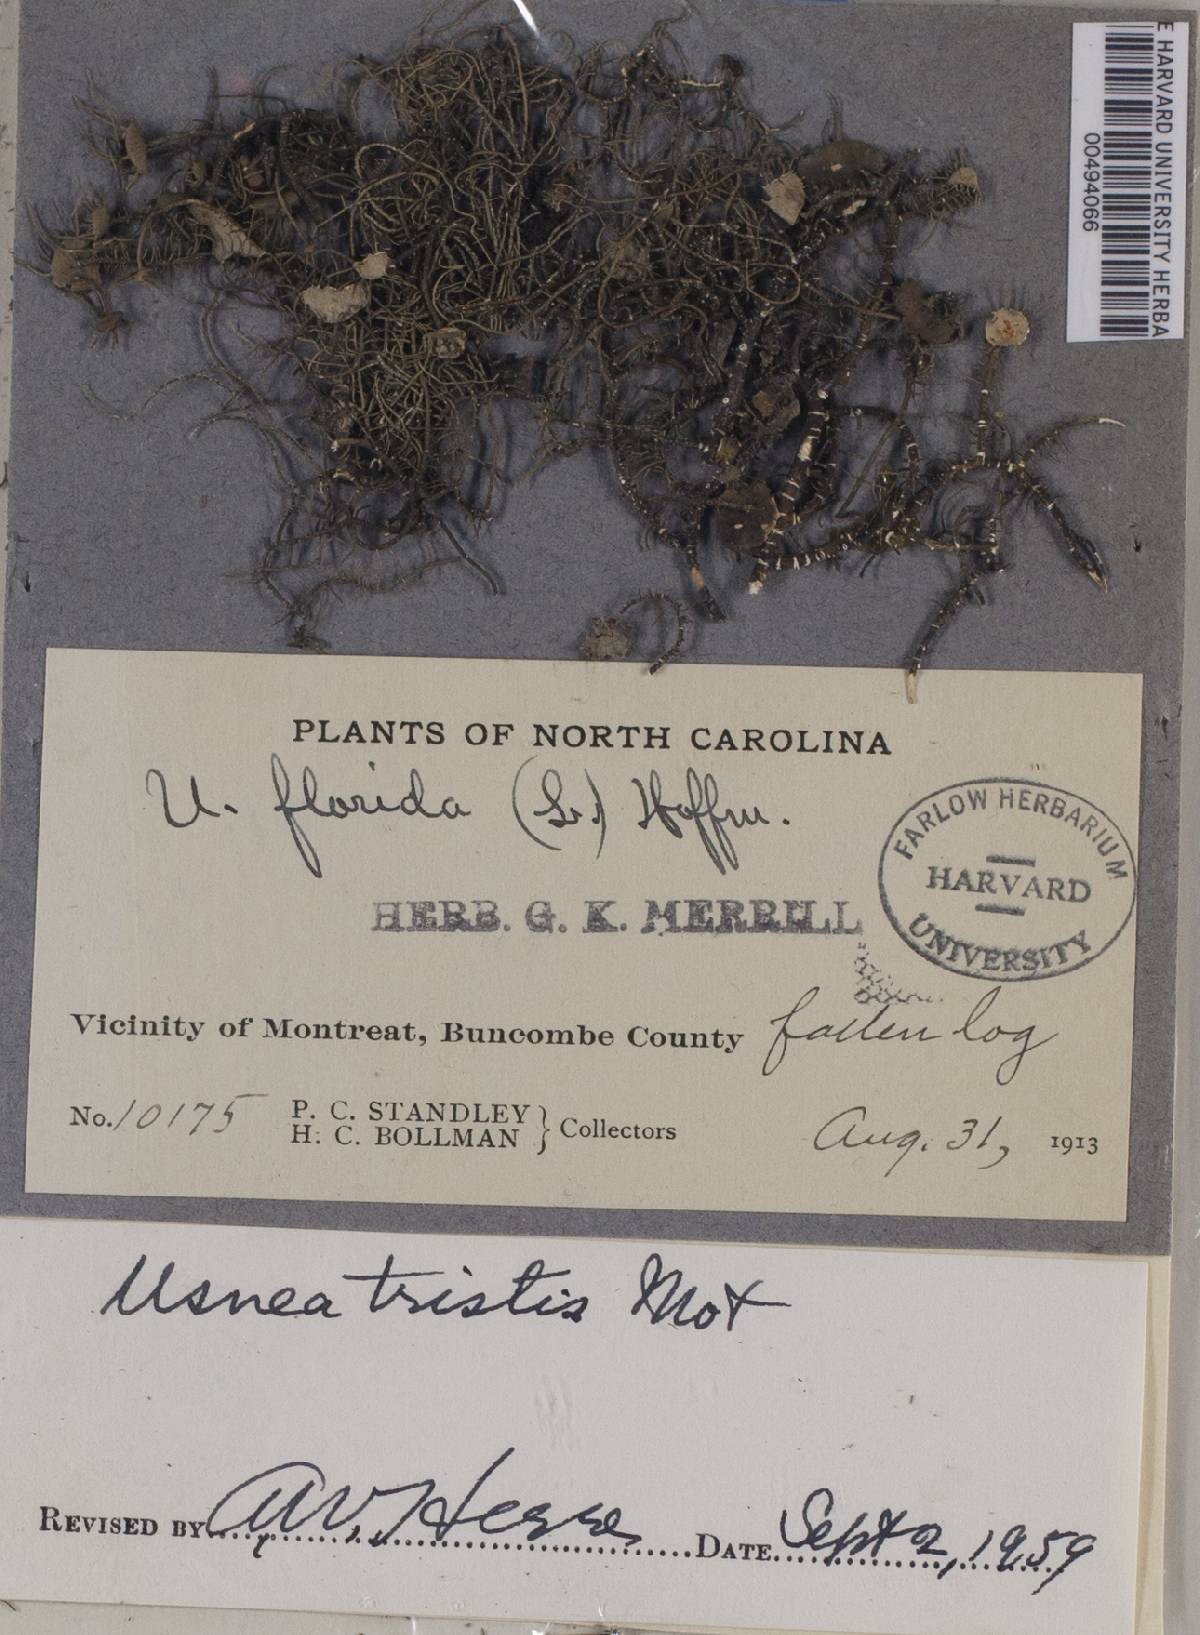 E HARVARD UNIVERSITY HERBA
00494066
PLANTS OF NORTH CAROLINA
U. florida (L.) Hoffm.
FARLOW HERBARIUM
HARVARD
UNIVERSITY
HERB. G. K. MERRILL
Vicinity of Montreat, Buncombe County fallen log
No. 10175 P. C. STANDLEY
H. C. BOLLMAN } Collectors
Aug. 31, 1913
Usnea tristis Mot
REVISED BY A W Herre DATE Sept 2, 1959